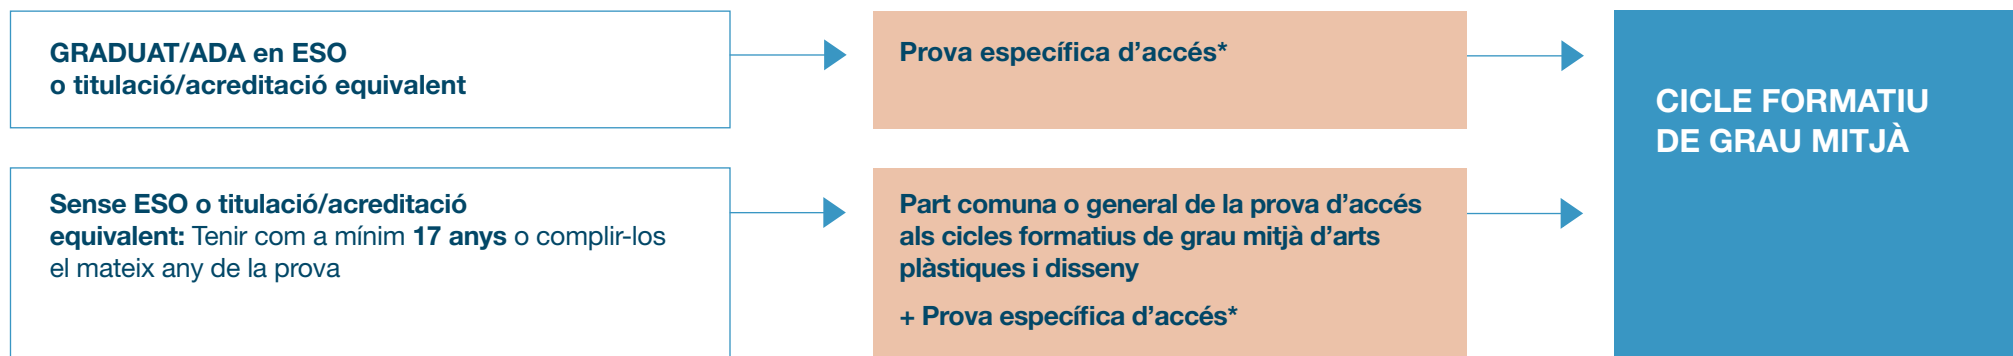 GRADUAT/ADA en ESO
o titulació/acreditació equivalent
Prova específica d'accés*
CICLE FORMATIU
DE GRAU MITJÀ
Sense ESO o titulació/acreditació
equivalent: Tenir com a mínim 17 anys o complir-los
el mateix any de la prova
Part comuna o general de la prova d'accés
als cicles formatius de grau mitjà d'arts
plàstiques i disseny
+ Prova específica d'accés*